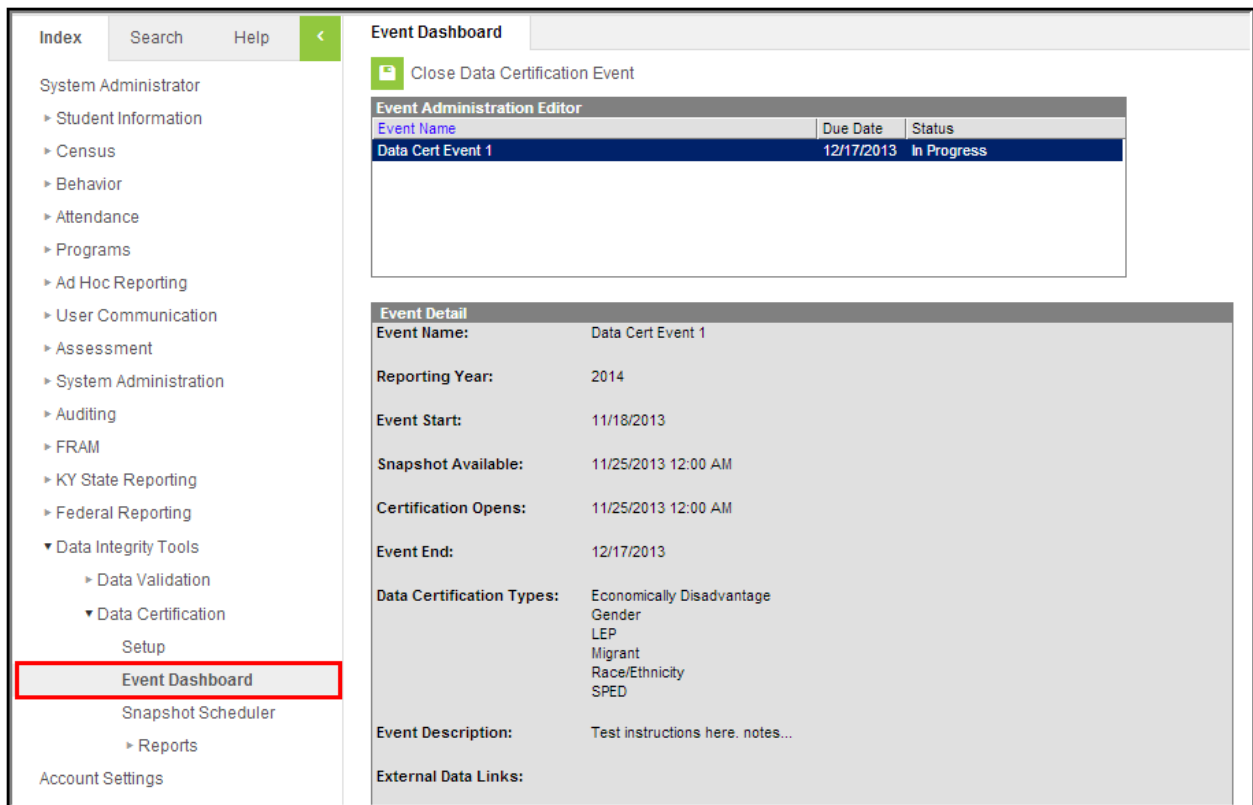 Index
Search
Help
System Administrator
Student Information
Census
Behavior
Attendance
Programs
Ad Hoc Reporting
User Communication
Assessment
System Administration
Auditing
FRAM
KY State Reporting
Federal Reporting
Data Integrity Tools
Data Validation
Data Certification
Setup
Event Dashboard
Snapshot Scheduler
Reports
Account Settings
Event Dashboard
Close Data Certification Event
Event Administration Editor
Event Name Due Date Status
Data Cert Event 1 12/17/2013 In Progress
Event Detail
Event Name: Data Cert Event 1
Reporting Year: 2014
Event Start: 11/18/2013
Snapshot Available: 11/25/2013 12:00 AM
Certification Opens: 11/25/2013 12:00 AM
Event End: 12/17/2013
Data Certification Types: Economically Disadvantage
Gender
LEP
Migrant
Race/Ethnicity
SPED
Event Description: Test instructions here. notes...
External Data Links: